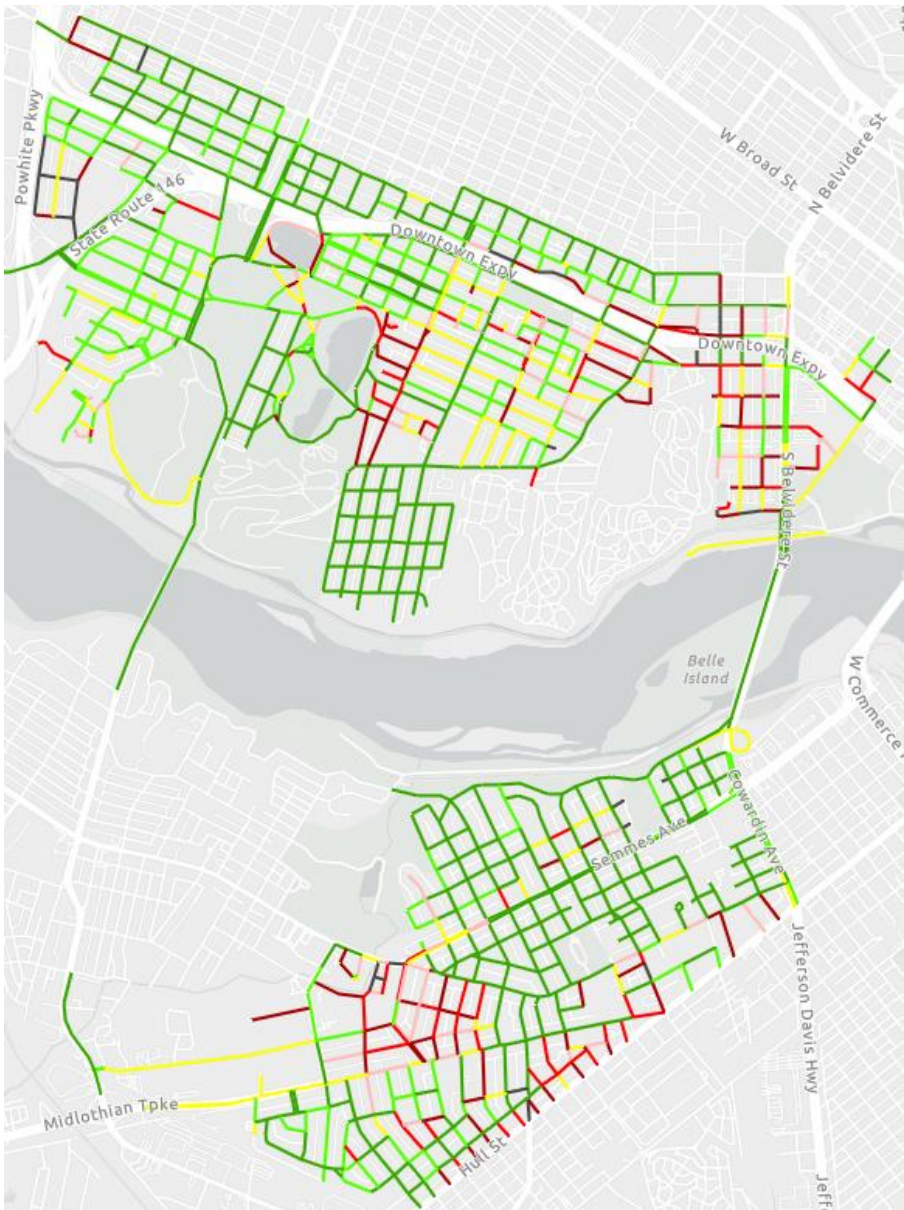 W Broad St
N Belvidere St
Powhite Pkwy
State Route 146
Downtown Expy
Downtown Expy
S Belvidere St
Belle
Island
W Commerce
Cowardin Ave
Semmes Ave
Jefferson Davis Hwy
Midlothian Tpke
Hull St
Jeff